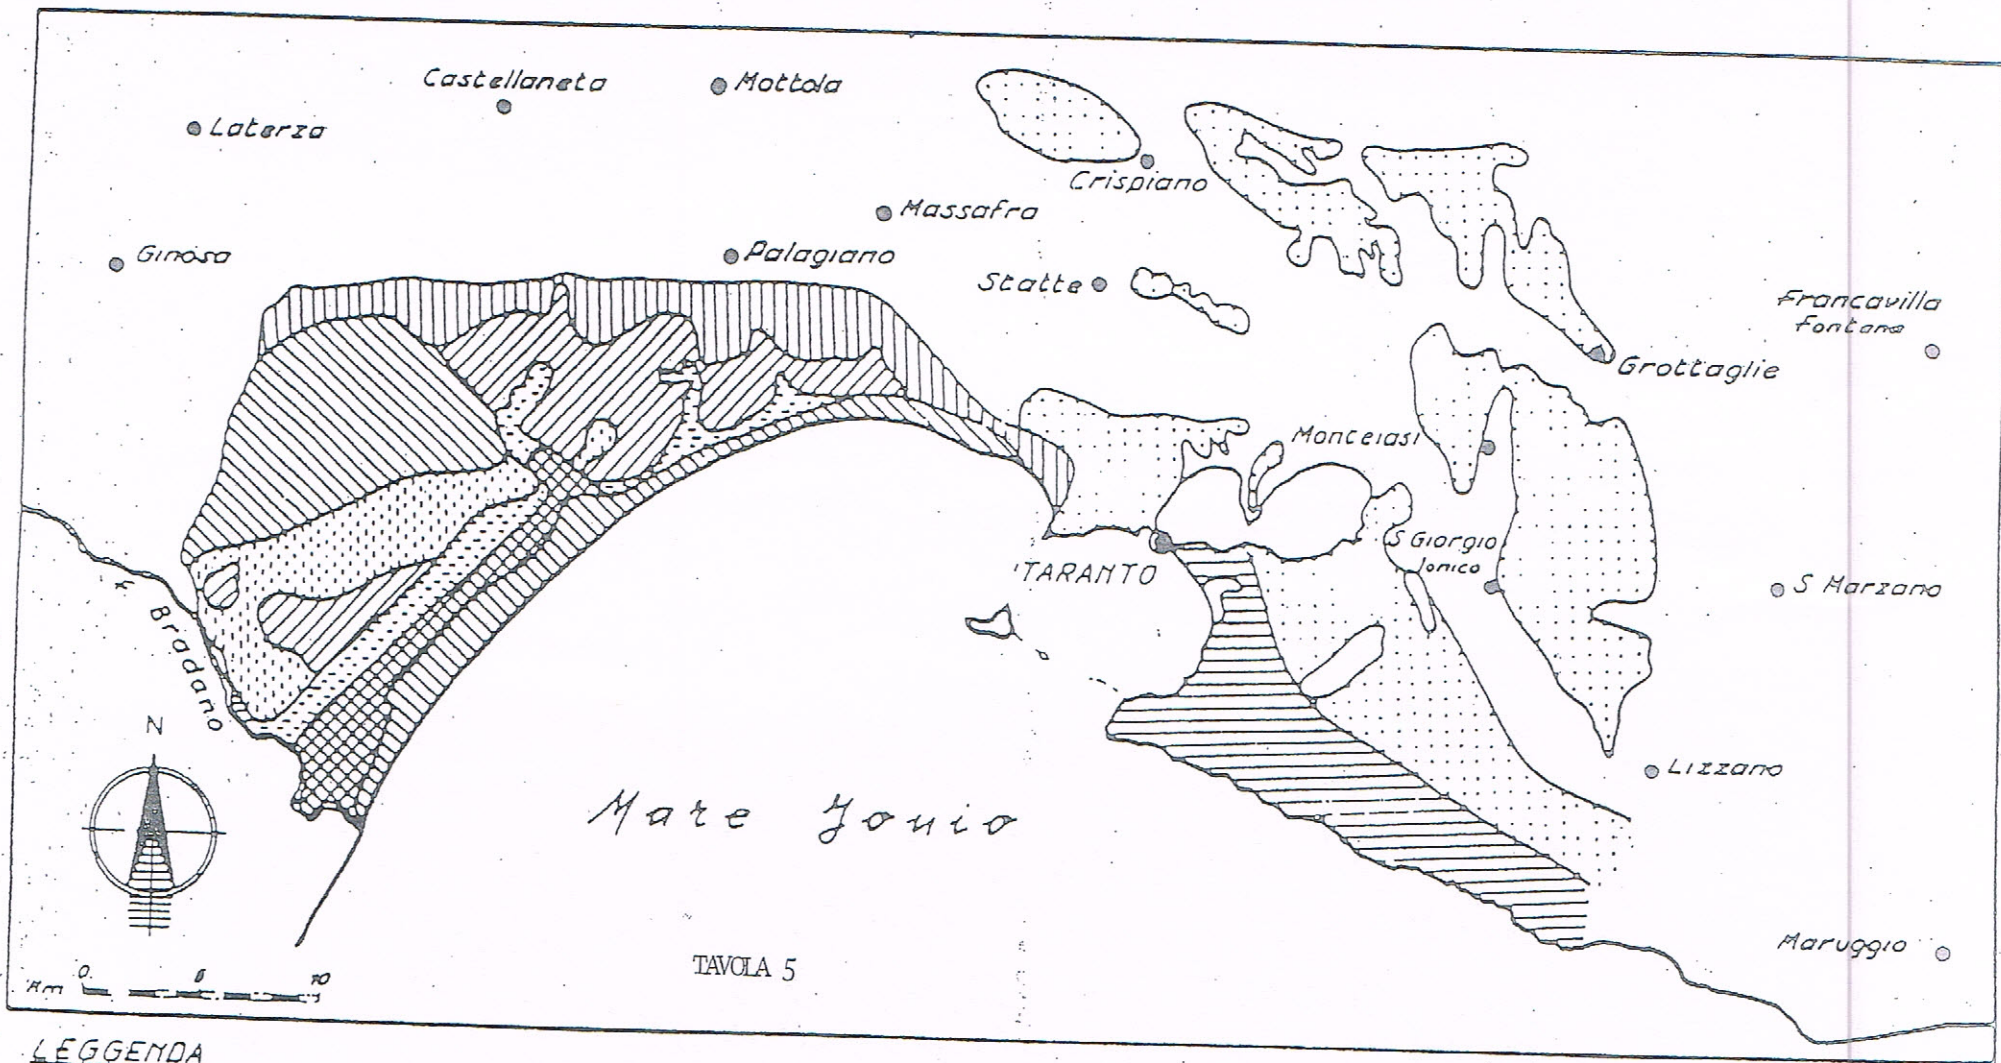 Castellaneta
Mottola
Laterza
Crispiano
Massafra
Ginosa
Palagiano
Statte
Francavilla
Fontana
Grottaglie
Monteiasi
S Giorgio
Jonico
TARANTO
S Marzano
Bradano
N
Lizzano
Mare Jonio
Maruggio
TAVOLA 5
Km 0 5 10
LEGGENDA